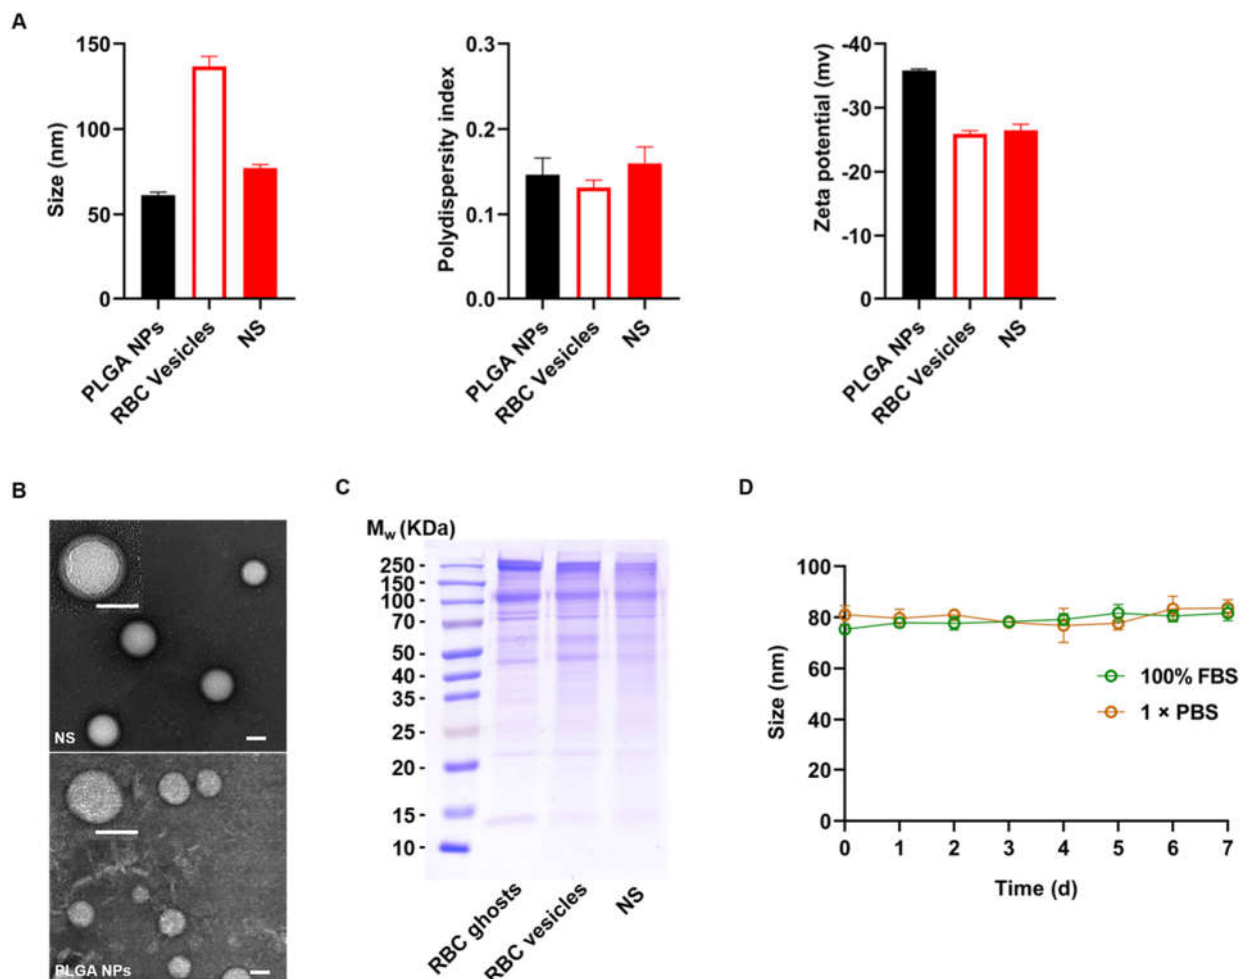 A
Size (nm)
150
100
50
0
PLGA NPs
RBC Vesicles
NS
Polydispersity index
0.3
0.2
0.1
0.0
PLGA NPs
RBC Vesicles
NS
Zeta potential (mv)
-40
-30
-20
-10
0
PLGA NPs
RBC Vesicles
NS
B
NS
PLGA NPs
C
Mw (KDa)
250 -
150 -
100 -
70 -
50 -
40 -
35 -
25 -
20 -
15 -
10 -
RBC ghosts
RBC vesicles
NS
D
Size (nm)
100
80
60
40
20
0
100% FBS
1 × PBS
0 1 2 3 4 5 6 7
Time (d)